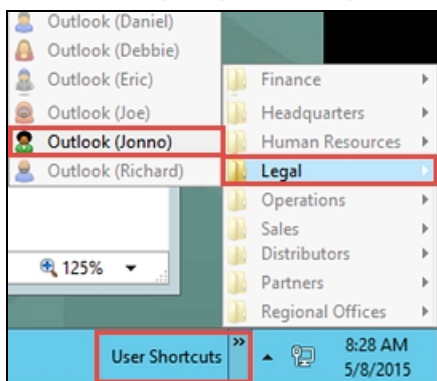 Outlook (Daniel)
Outlook (Debbie)
Outlook (Eric)
Outlook (Joe)
Outlook (Jonno)
Outlook (Richard)
Finance
Headquarters
Human Resources
Legal
Operations
Sales
Distributors
Partners
Regional Offices
125%
User Shortcuts »
8:28 AM
5/8/2015